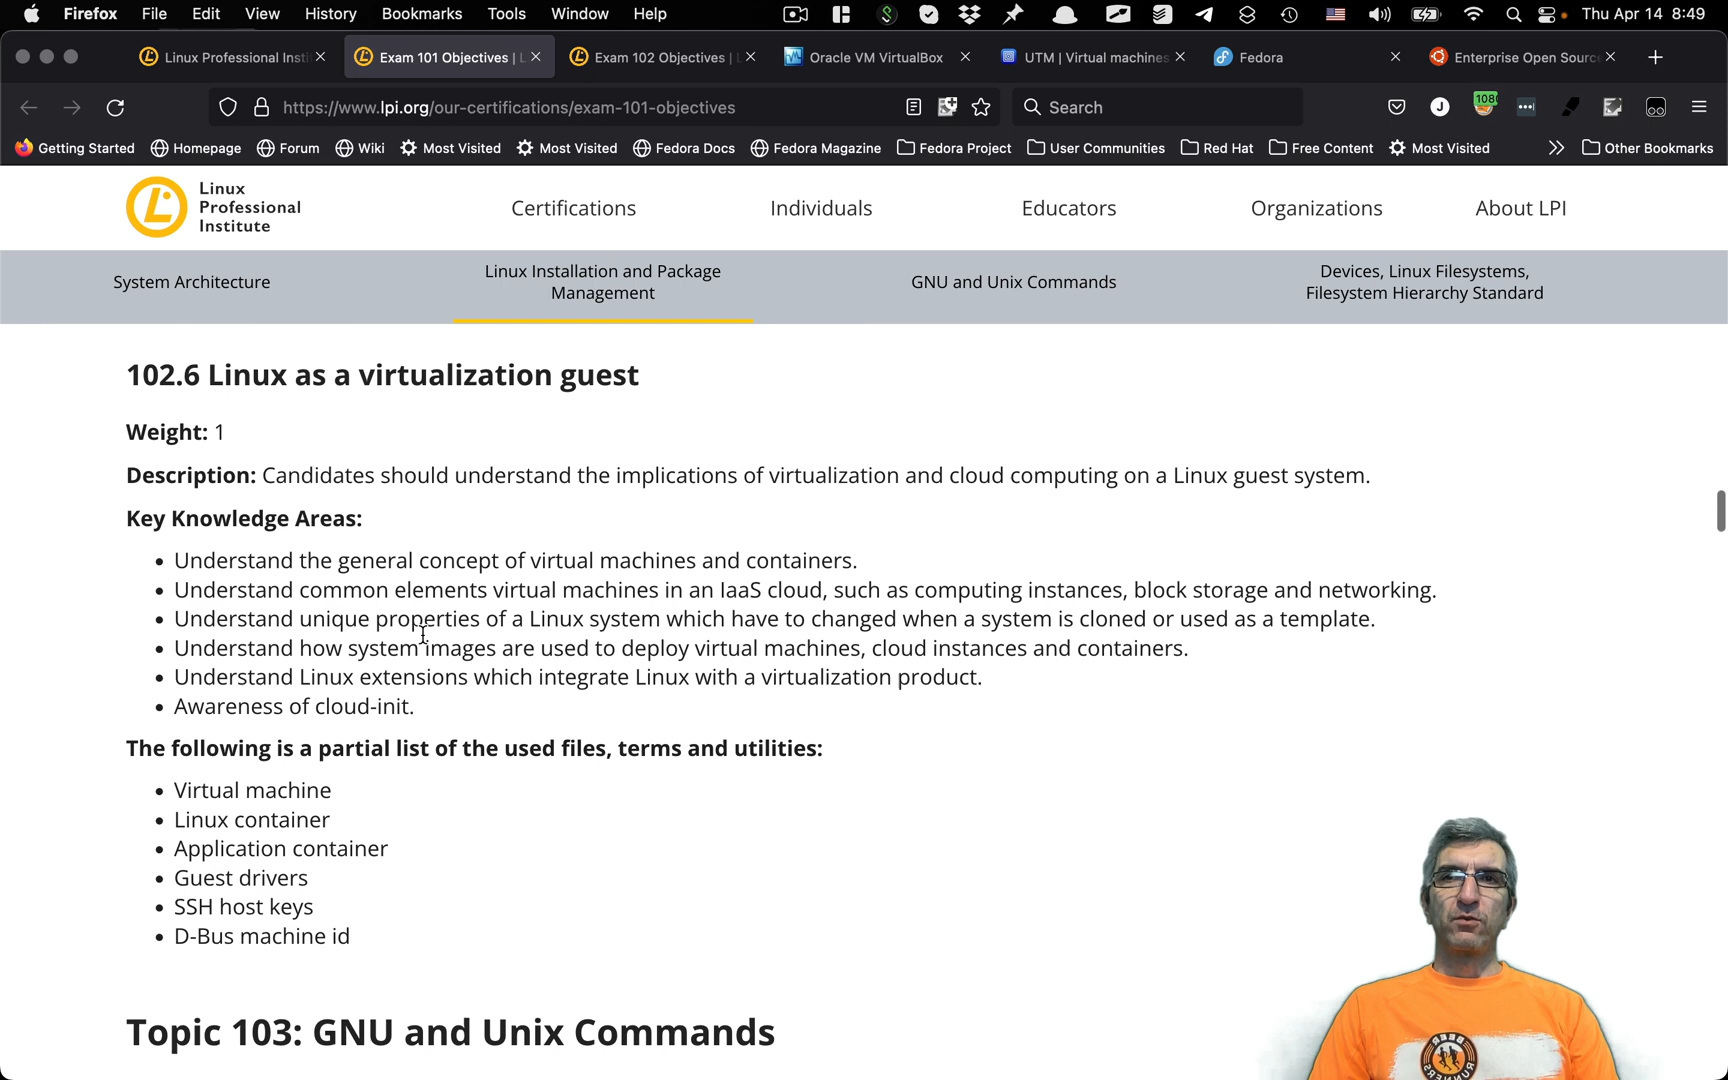 Firefox File Edit View History Bookmarks Tools Window Help Thu Apr 14 8:49
Linux Professional Insti Exam 101 Objectives | L Exam 102 Objectives | L Oracle VM VirtualBox UTM | Virtual machines Fedora Enterprise Open Source
https://www.lpi.org/our-certifications/exam-101-objectives Search J 108
Getting Started Homepage Forum Wiki Most Visited Most Visited Fedora Docs Fedora Magazine Fedora Project User Communities Red Hat Free Content Most Visited Other Bookmarks
Linux
Professional
Institute
Certifications Individuals Educators Organizations About LPI
System Architecture
Linux Installation and Package
Management
GNU and Unix Commands
Devices, Linux Filesystems,
Filesystem Hierarchy Standard
102.6 Linux as a virtualization guest
Weight: 1
Description: Candidates should understand the implications of virtualization and cloud computing on a Linux guest system.
Key Knowledge Areas:
• Understand the general concept of virtual machines and containers.
• Understand common elements virtual machines in an IaaS cloud, such as computing instances, block storage and networking.
• Understand unique properties of a Linux system which have to changed when a system is cloned or used as a template.
• Understand how system images are used to deploy virtual machines, cloud instances and containers.
• Understand Linux extensions which integrate Linux with a virtualization product.
• Awareness of cloud-init.
The following is a partial list of the used files, terms and utilities:
• Virtual machine
• Linux container
• Application container
• Guest drivers
• SSH host keys
• D-Bus machine id
Topic 103: GNU and Unix Commands